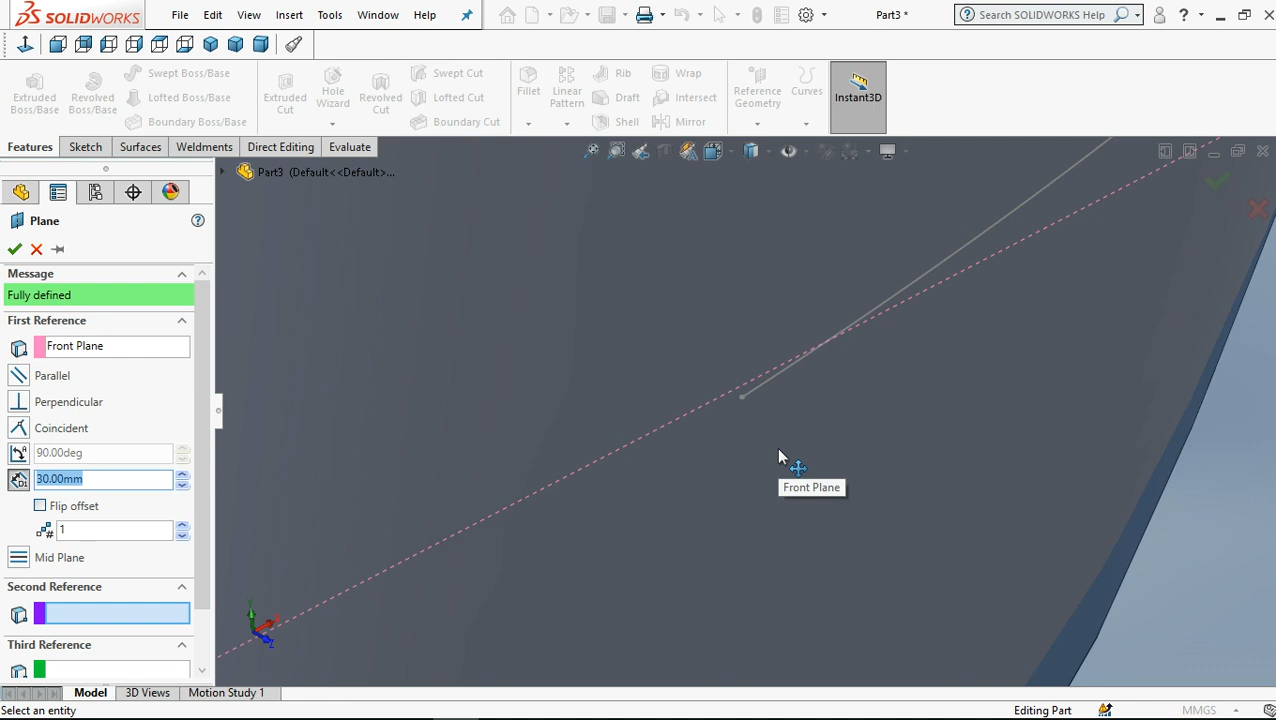 SOLIDWORKS File Edit View Insert Tools Window Help Part3 * Search SOLIDWORKS Help ?
Extruded Boss/Base Revolved Boss/Base Swept Boss/Base Lofted Boss/Base Boundary Boss/Base Extruded Cut Hole Wizard Revolved Cut Swept Cut Lofted Cut Boundary Cut Fillet Linear Pattern Rib Draft Shell Wrap Intersect Mirror Reference Geometry Curves Instant3D
Features Sketch Surfaces Weldments Direct Editing Evaluate
Part3 (Default<<Default>...
Plane ?
Message
Fully defined
First Reference
Front Plane
Parallel
Perpendicular
Coincident
90.00deg
30.00mm
Front Plane
Flip offset
1
Mid Plane
Second Reference
Third Reference
Model 3D Views Motion Study 1
Select an entity Editing Part MMGS